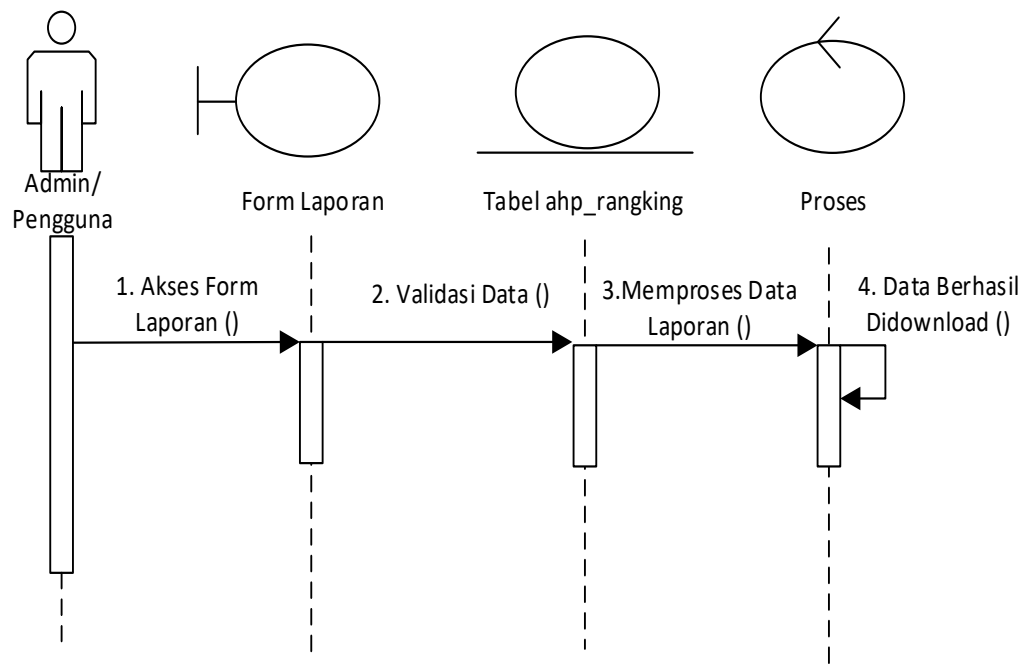 Admin/
Pengguna
Form Laporan
Tabel ahp_rangking
Proses
1. Akses Form
Laporan ()
2. Validasi Data ()
3.Memproses Data
Laporan ()
4. Data Berhasil
Didownload ()